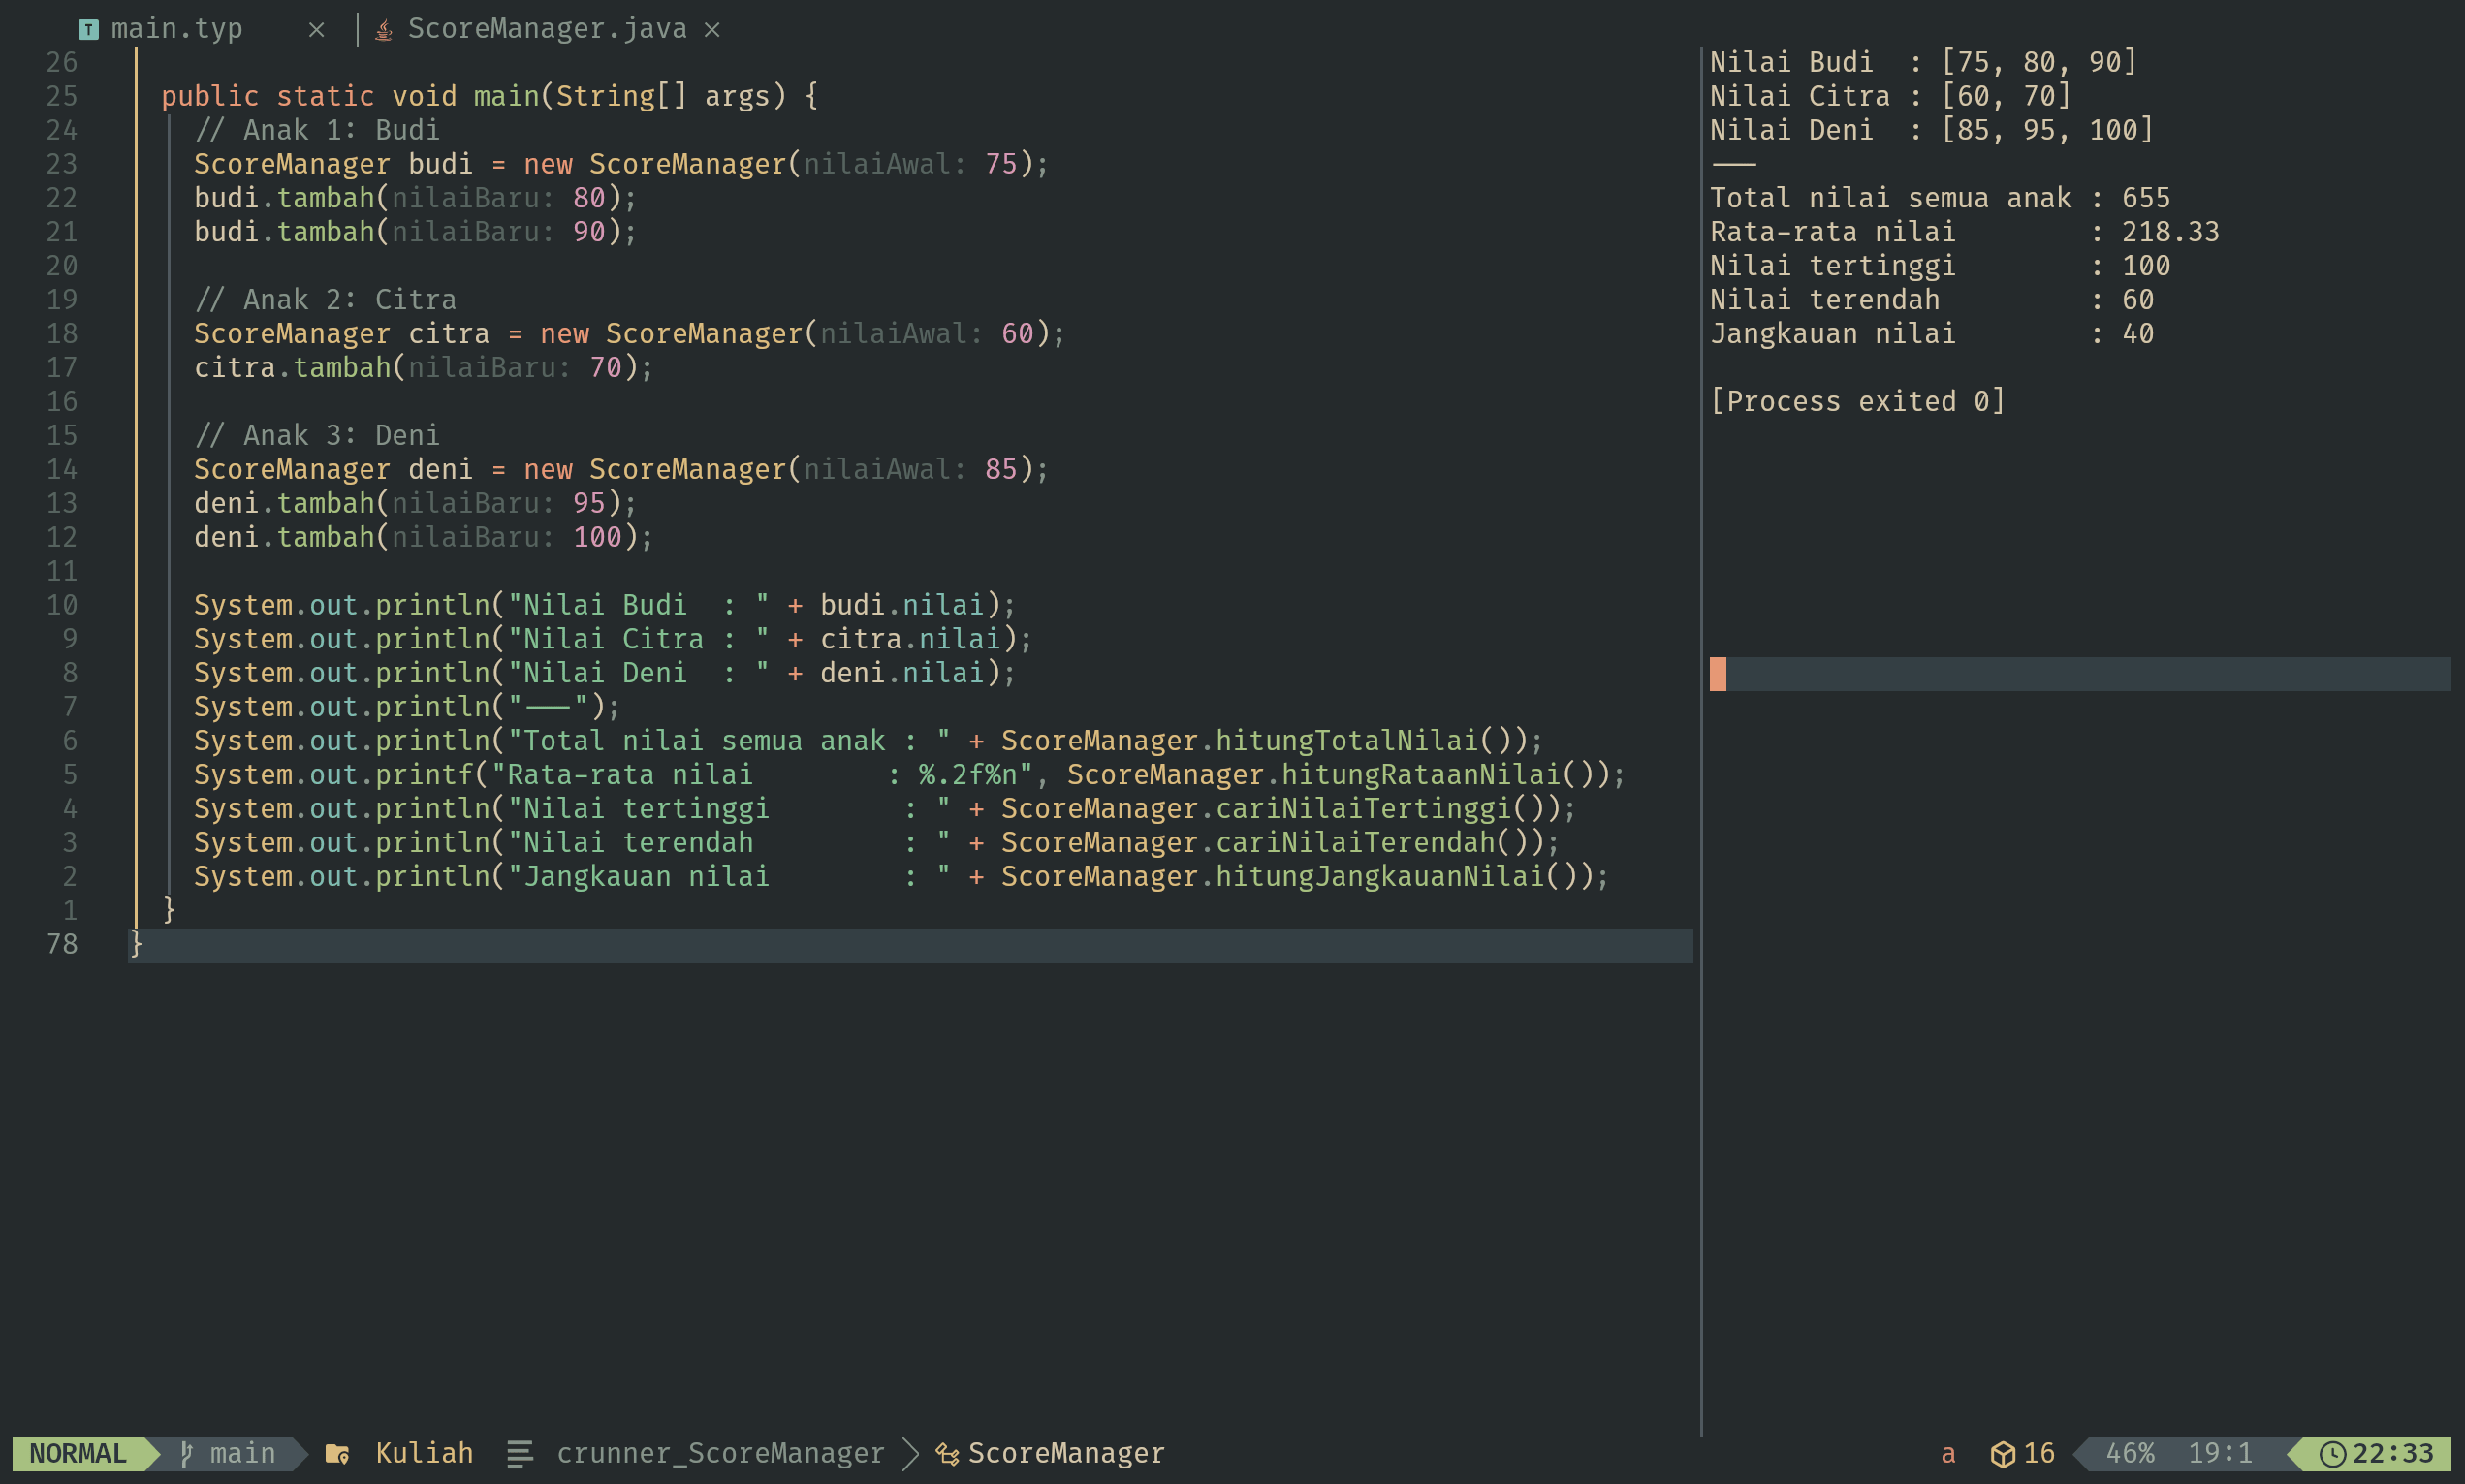 main.typ × ScoreManager.java ×
26
25 public static void main(String[] args) {
24 // Anak 1: Budi
23 ScoreManager budi = new ScoreManager(nilaiAwal: 75);
22 budi.tambah(nilaiBaru: 80);
21 budi.tambah(nilaiBaru: 90);
20
19 // Anak 2: Citra
18 ScoreManager citra = new ScoreManager(nilaiAwal: 60);
17 citra.tambah(nilaiBaru: 70);
16
15 // Anak 3: Deni
14 ScoreManager deni = new ScoreManager(nilaiAwal: 85);
13 deni.tambah(nilaiBaru: 95);
12 deni.tambah(nilaiBaru: 100);
11
10 System.out.println("Nilai Budi  : " + budi.nilai);
9 System.out.println("Nilai Citra : " + citra.nilai);
8 System.out.println("Nilai Deni  : " + deni.nilai);
7 System.out.println("---");
6 System.out.println("Total nilai semua anak : " + ScoreManager.hitungTotalNilai());
5 System.out.printf("Rata-rata nilai        : %.2f%n", ScoreManager.hitungRataanNilai());
4 System.out.println("Nilai tertinggi        : " + ScoreManager.cariNilaiTertinggi());
3 System.out.println("Nilai terendah         : " + ScoreManager.cariNilaiTerendah());
2 System.out.println("Jangkauan nilai        : " + ScoreManager.hitungJangkauanNilai());
1 }
78 }
Nilai Budi  : [75, 80, 90]
Nilai Citra : [60, 70]
Nilai Deni  : [85, 95, 100]
---
Total nilai semua anak : 655
Rata-rata nilai        : 218.33
Nilai tertinggi        : 100
Nilai terendah         : 60
Jangkauan nilai        : 40
[Process exited 0]
NORMAL main Kuliah crunner_ScoreManager ScoreManager a 16 46% 19:1 22:33